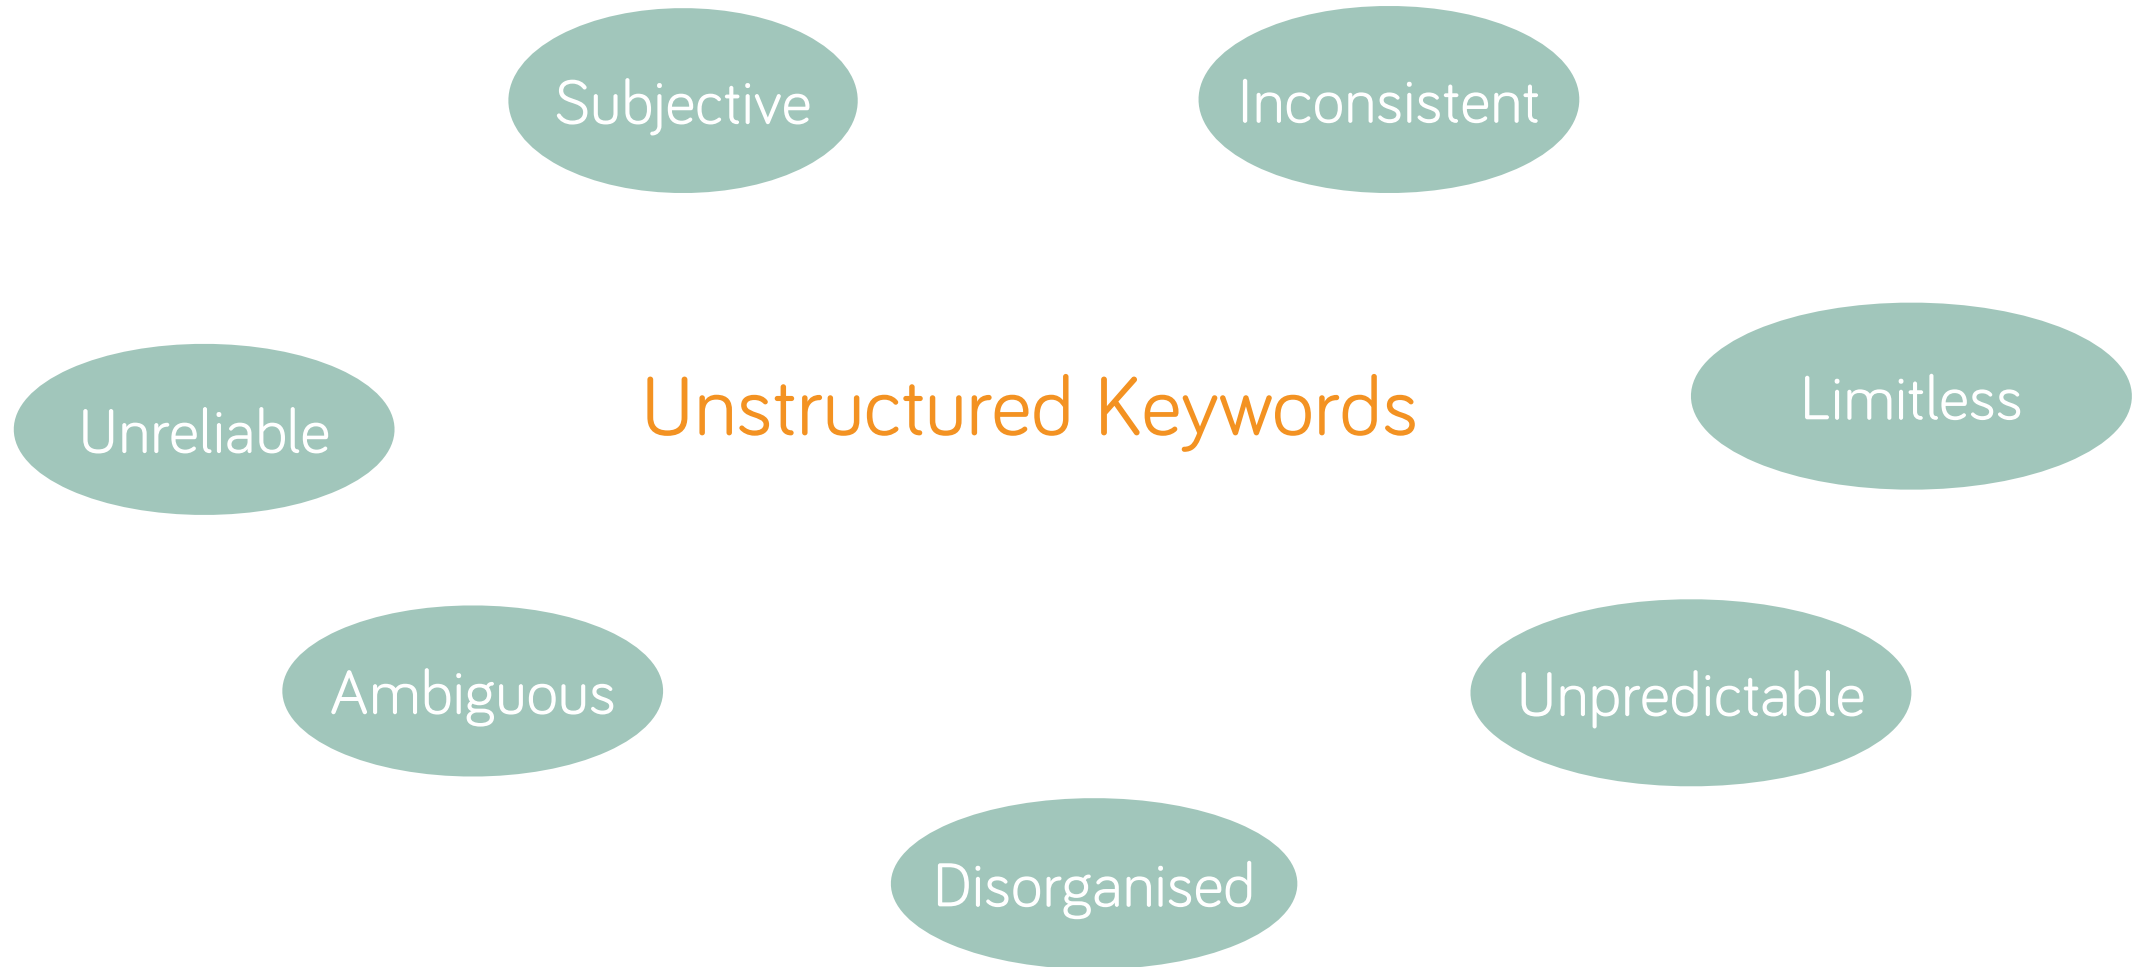 Subjective
Inconsistent
Unstructured Keywords
Limitless
Unreliable
Ambiguous
Unpredictable
Disorganised